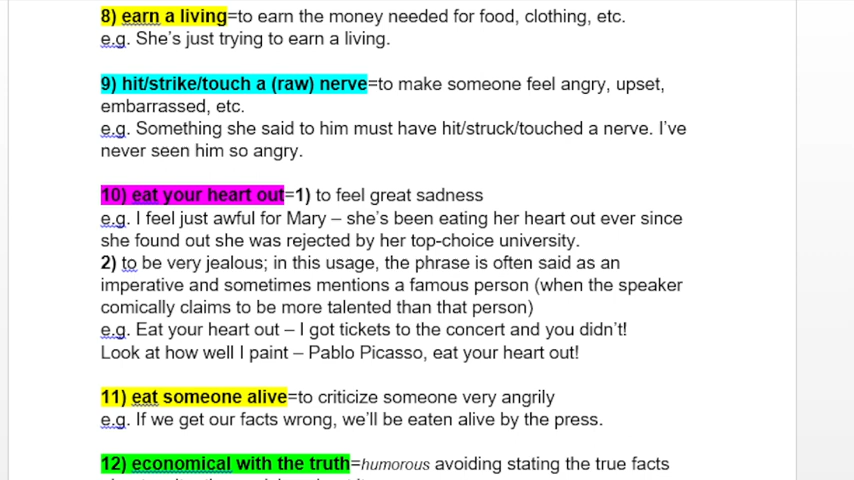 8) earn a living=to earn the money needed for food, clothing, etc.
e.g. She's just trying to earn a living.
9) hit/strike/touch a (raw) nerve=to make someone feel angry, upset,
embarrassed, etc.
e.g. Something she said to him must have hit/struck/touched a nerve. I've
never seen him so angry.
10) eat your heart out=1) to feel great sadness
e.g. I feel just awful for Mary – she's been eating her heart out ever since
she found out she was rejected by her top-choice university.
2) to be very jealous; in this usage, the phrase is often said as an
imperative and sometimes mentions a famous person (when the speaker
comically claims to be more talented than that person)
e.g. Eat your heart out – I got tickets to the concert and you didn't!
Look at how well I paint – Pablo Picasso, eat your heart out!
11) eat someone alive=to criticize someone very angrily
e.g. If we get our facts wrong, we'll be eaten alive by the press.
12) economical with the truth=humorous avoiding stating the true facts